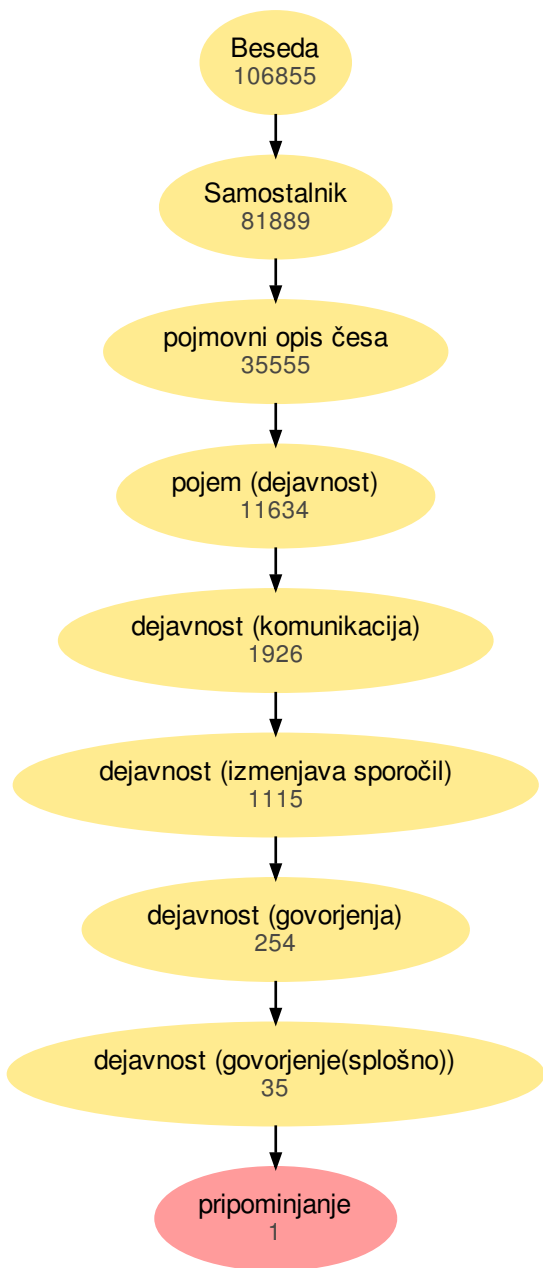 Beseda
106855
Samostalnik
81889
pojmovni opis česa
35555
pojem (dejavnost)
11634
dejavnost (komunikacija)
1926
dejavnost (izmenjava sporočil)
1115
dejavnost (govorjenja)
254
dejavnost (govorjenje(splošno))
35
pripominjanje
1